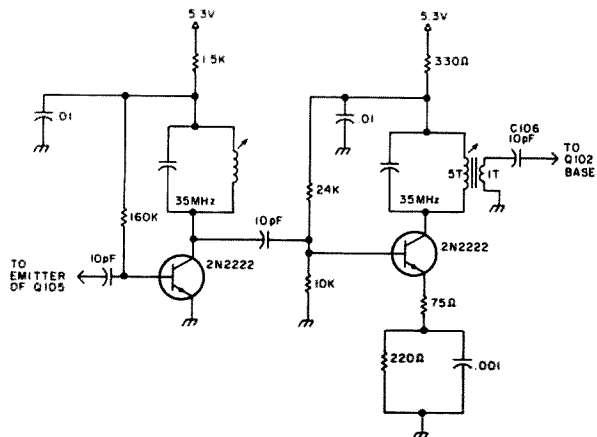 5.3V
5.3V
1.5K
330Ω
.01
.01
C106
10pF
TO
Q102
BASE
5T
1T
35MHz
35MHz
24K
160K
10pF
2N2222
10pF
2N2222
TO
EMITTER
OF Q105
10K
75Ω
220Ω
.001